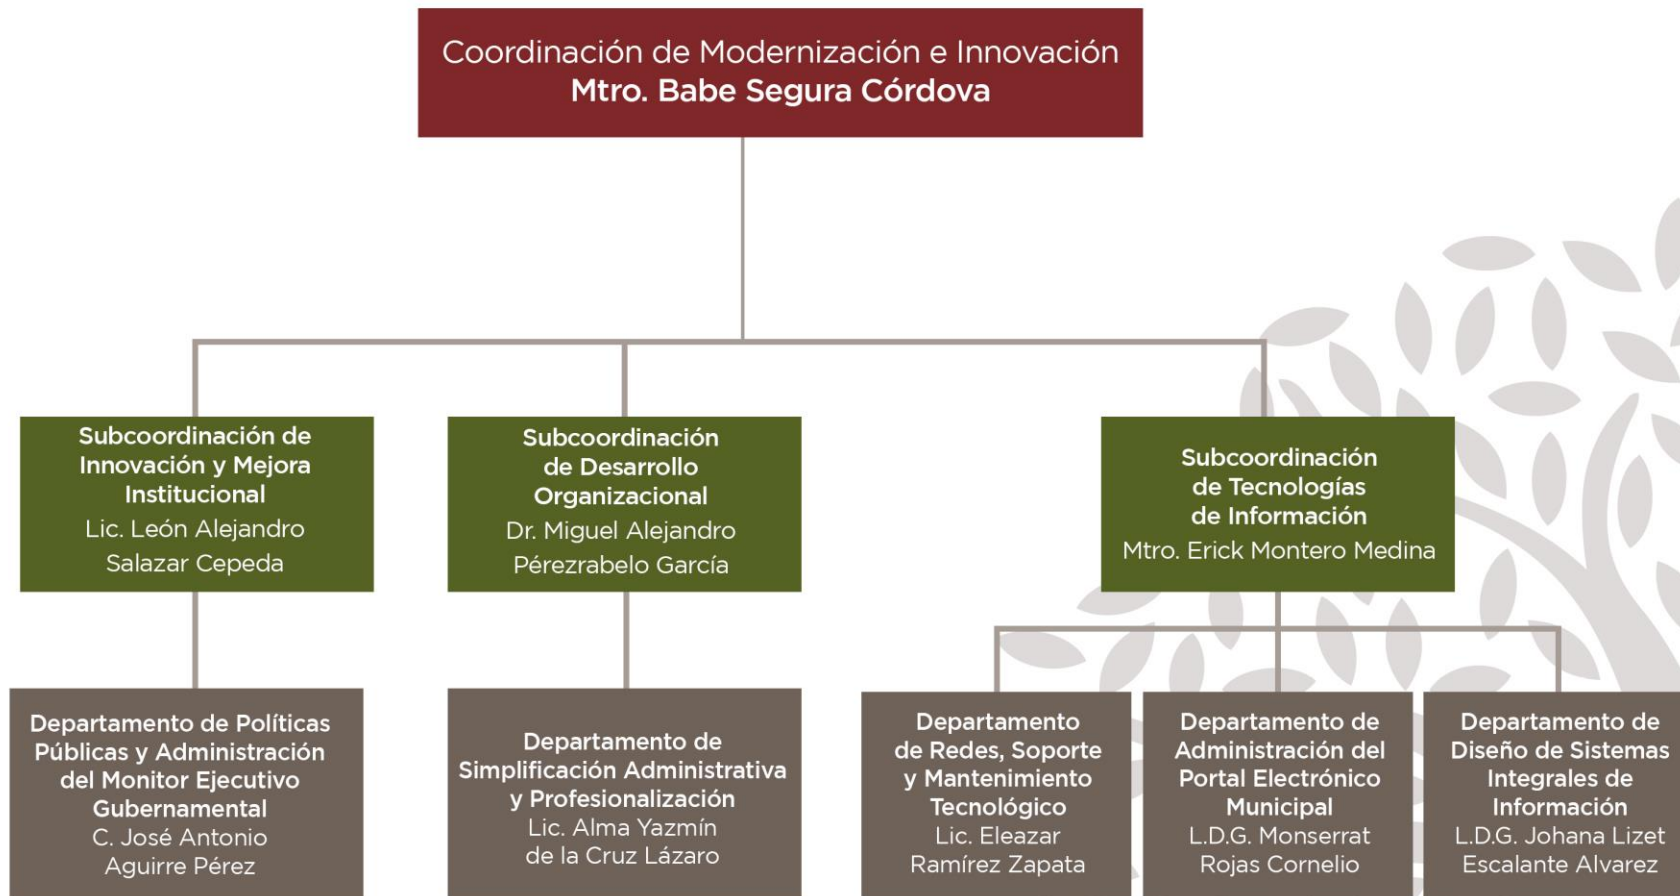 Coordinación de Modernización e Innovación
Mtro. Babe Segura Córdova
Subcoordinación de
Innovación y Mejora
Institucional
Lic. León Alejandro
Salazar Cepeda
Subcoordinación
de Desarrollo
Organizacional
Dr. Miguel Alejandro
Pérezrabelo García
Subcoordinación
de Tecnologías
de Información
Mtro. Erick Montero Medina
Departamento de Políticas
Públicas y Administración
del Monitor Ejecutivo
Gubernamental
C. José Antonio
Aguirre Pérez
Departamento de
Simplificación Administrativa
y Profesionalización
Lic. Alma Yazmín
de la Cruz Lázaro
Departamento
de Redes, Soporte
y Mantenimiento
Tecnológico
Lic. Eleazar
Ramírez Zapata
Departamento de
Administración del
Portal Electrónico
Municipal
L.D.G. Monserrat
Rojas Cornelio
Departamento de
Diseño de Sistemas
Integrales de
Información
L.D.G. Johana Lizet
Escalante Alvarez